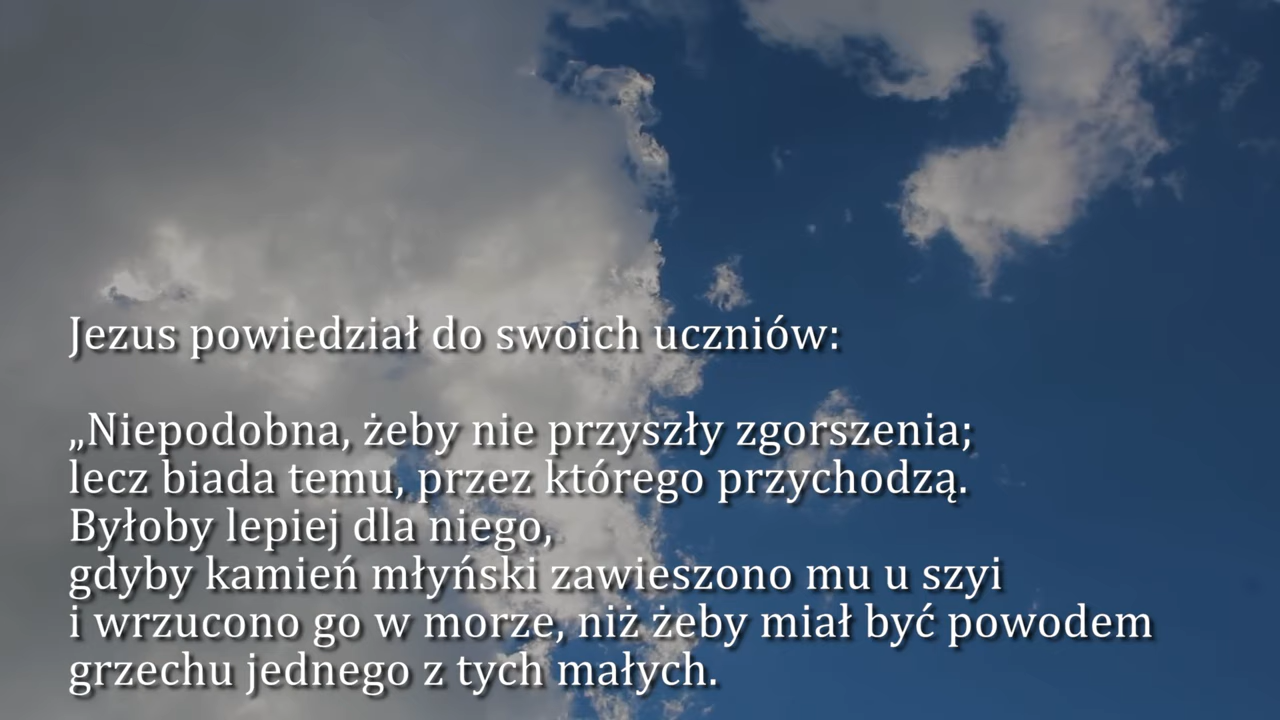 Jezus powiedział do swoich uczniów:
„Niepodobna, żeby nie przyszły zgorszenia;
lecz biada temu, przez którego przychodzą.
Byłoby lepiej dla niego,
gdyby kamień młyński zawieszono mu u szyi
i wrzucono go w morze, niż żeby miał być powodem
grzechu jednego z tych małych.